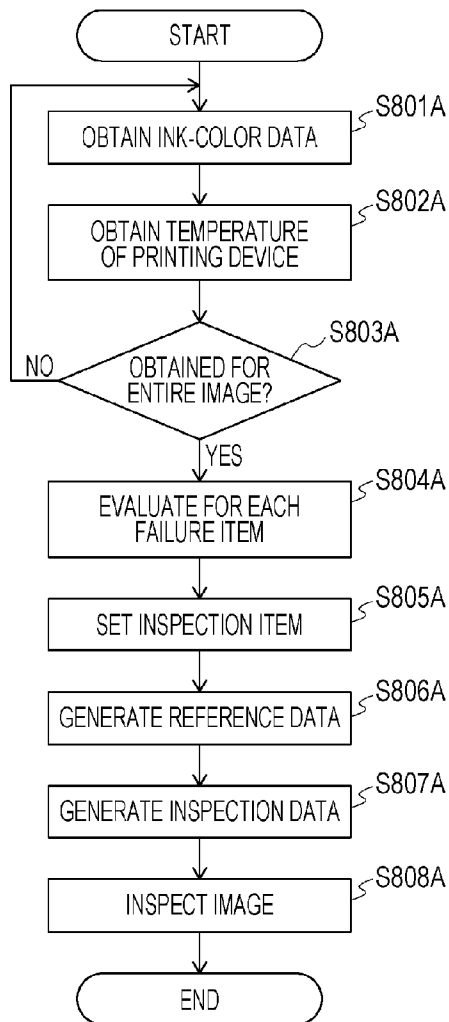 START
S801A
OBTAIN INK-COLOR DATA
S802A
OBTAIN TEMPERATURE
OF PRINTING DEVICE
S803A
NO
OBTAINED FOR
ENTIRE IMAGE?
YES
S804A
EVALUATE FOR EACH
FAILURE ITEM
S805A
SET INSPECTION ITEM
S806A
GENERATE REFERENCE DATA
S807A
GENERATE INSPECTION DATA
S808A
INSPECT IMAGE
END